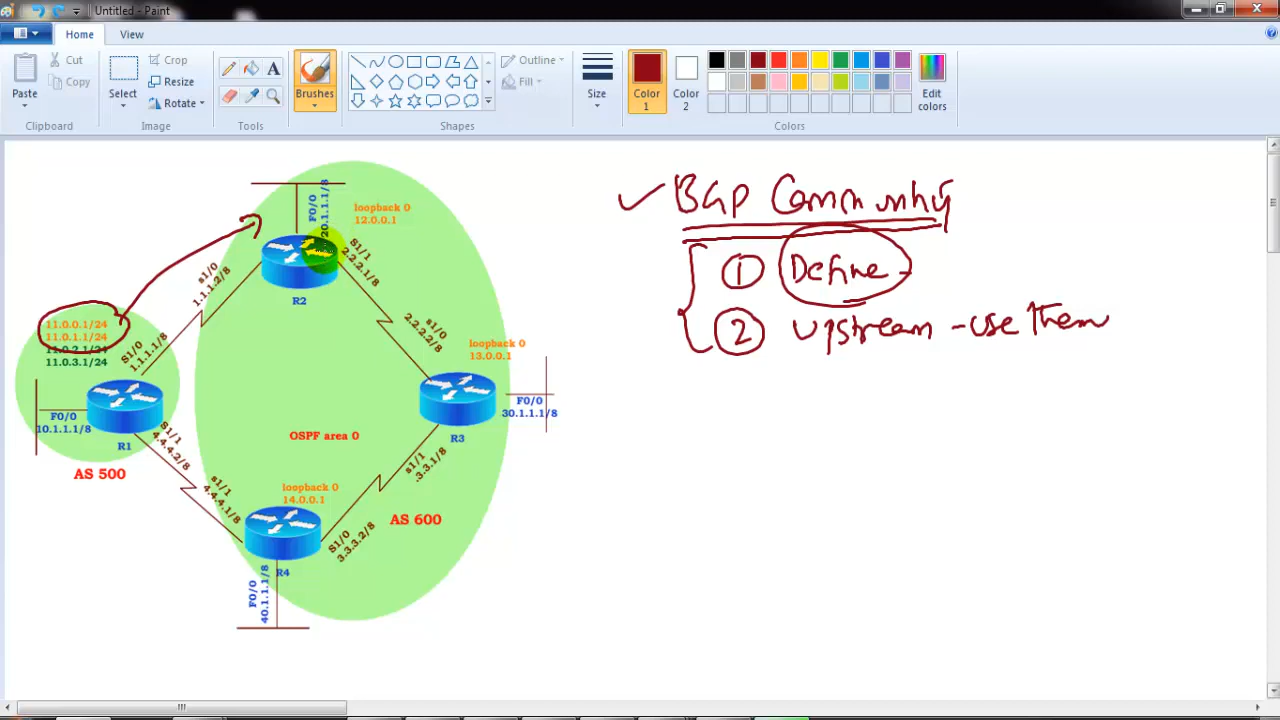 Untitled - Paint
Home
View
Paste
Cut
Copy
Clipboard
Select
Crop
Resize
Rotate
Image
Tools
Brushes
Outline
Fill
Shapes
Size
Color 1
Color 2
Colors
Edit colors
BGP Community
1 Define -
2 upstream - use them
loopback 0
12.0.0.1
F0/0
20.1.1.1/8
R2
S1/1
2.2.2.1/8
s1/0
1.1.1.2/8
s1/0
2.2.2.2/8
11.0.0.1/24
11.0.1.1/24
11.0.2.1/24
11.0.3.1/24
S1/0
1.1.1.1/8
loopback 0
13.0.0.1
F0/0
30.1.1.1/8
R3
F0/0
10.1.1.1/8
R1
AS 500
S1/1
4.4.4.2/8
OSPF area 0
s1/1
.3.3.1/8
s1/1
4.4.4.1/8
loopback 0
14.0.0.1
AS 600
S1/0
3.3.3.2/8
R4
F0/0
40.1.1.1/8